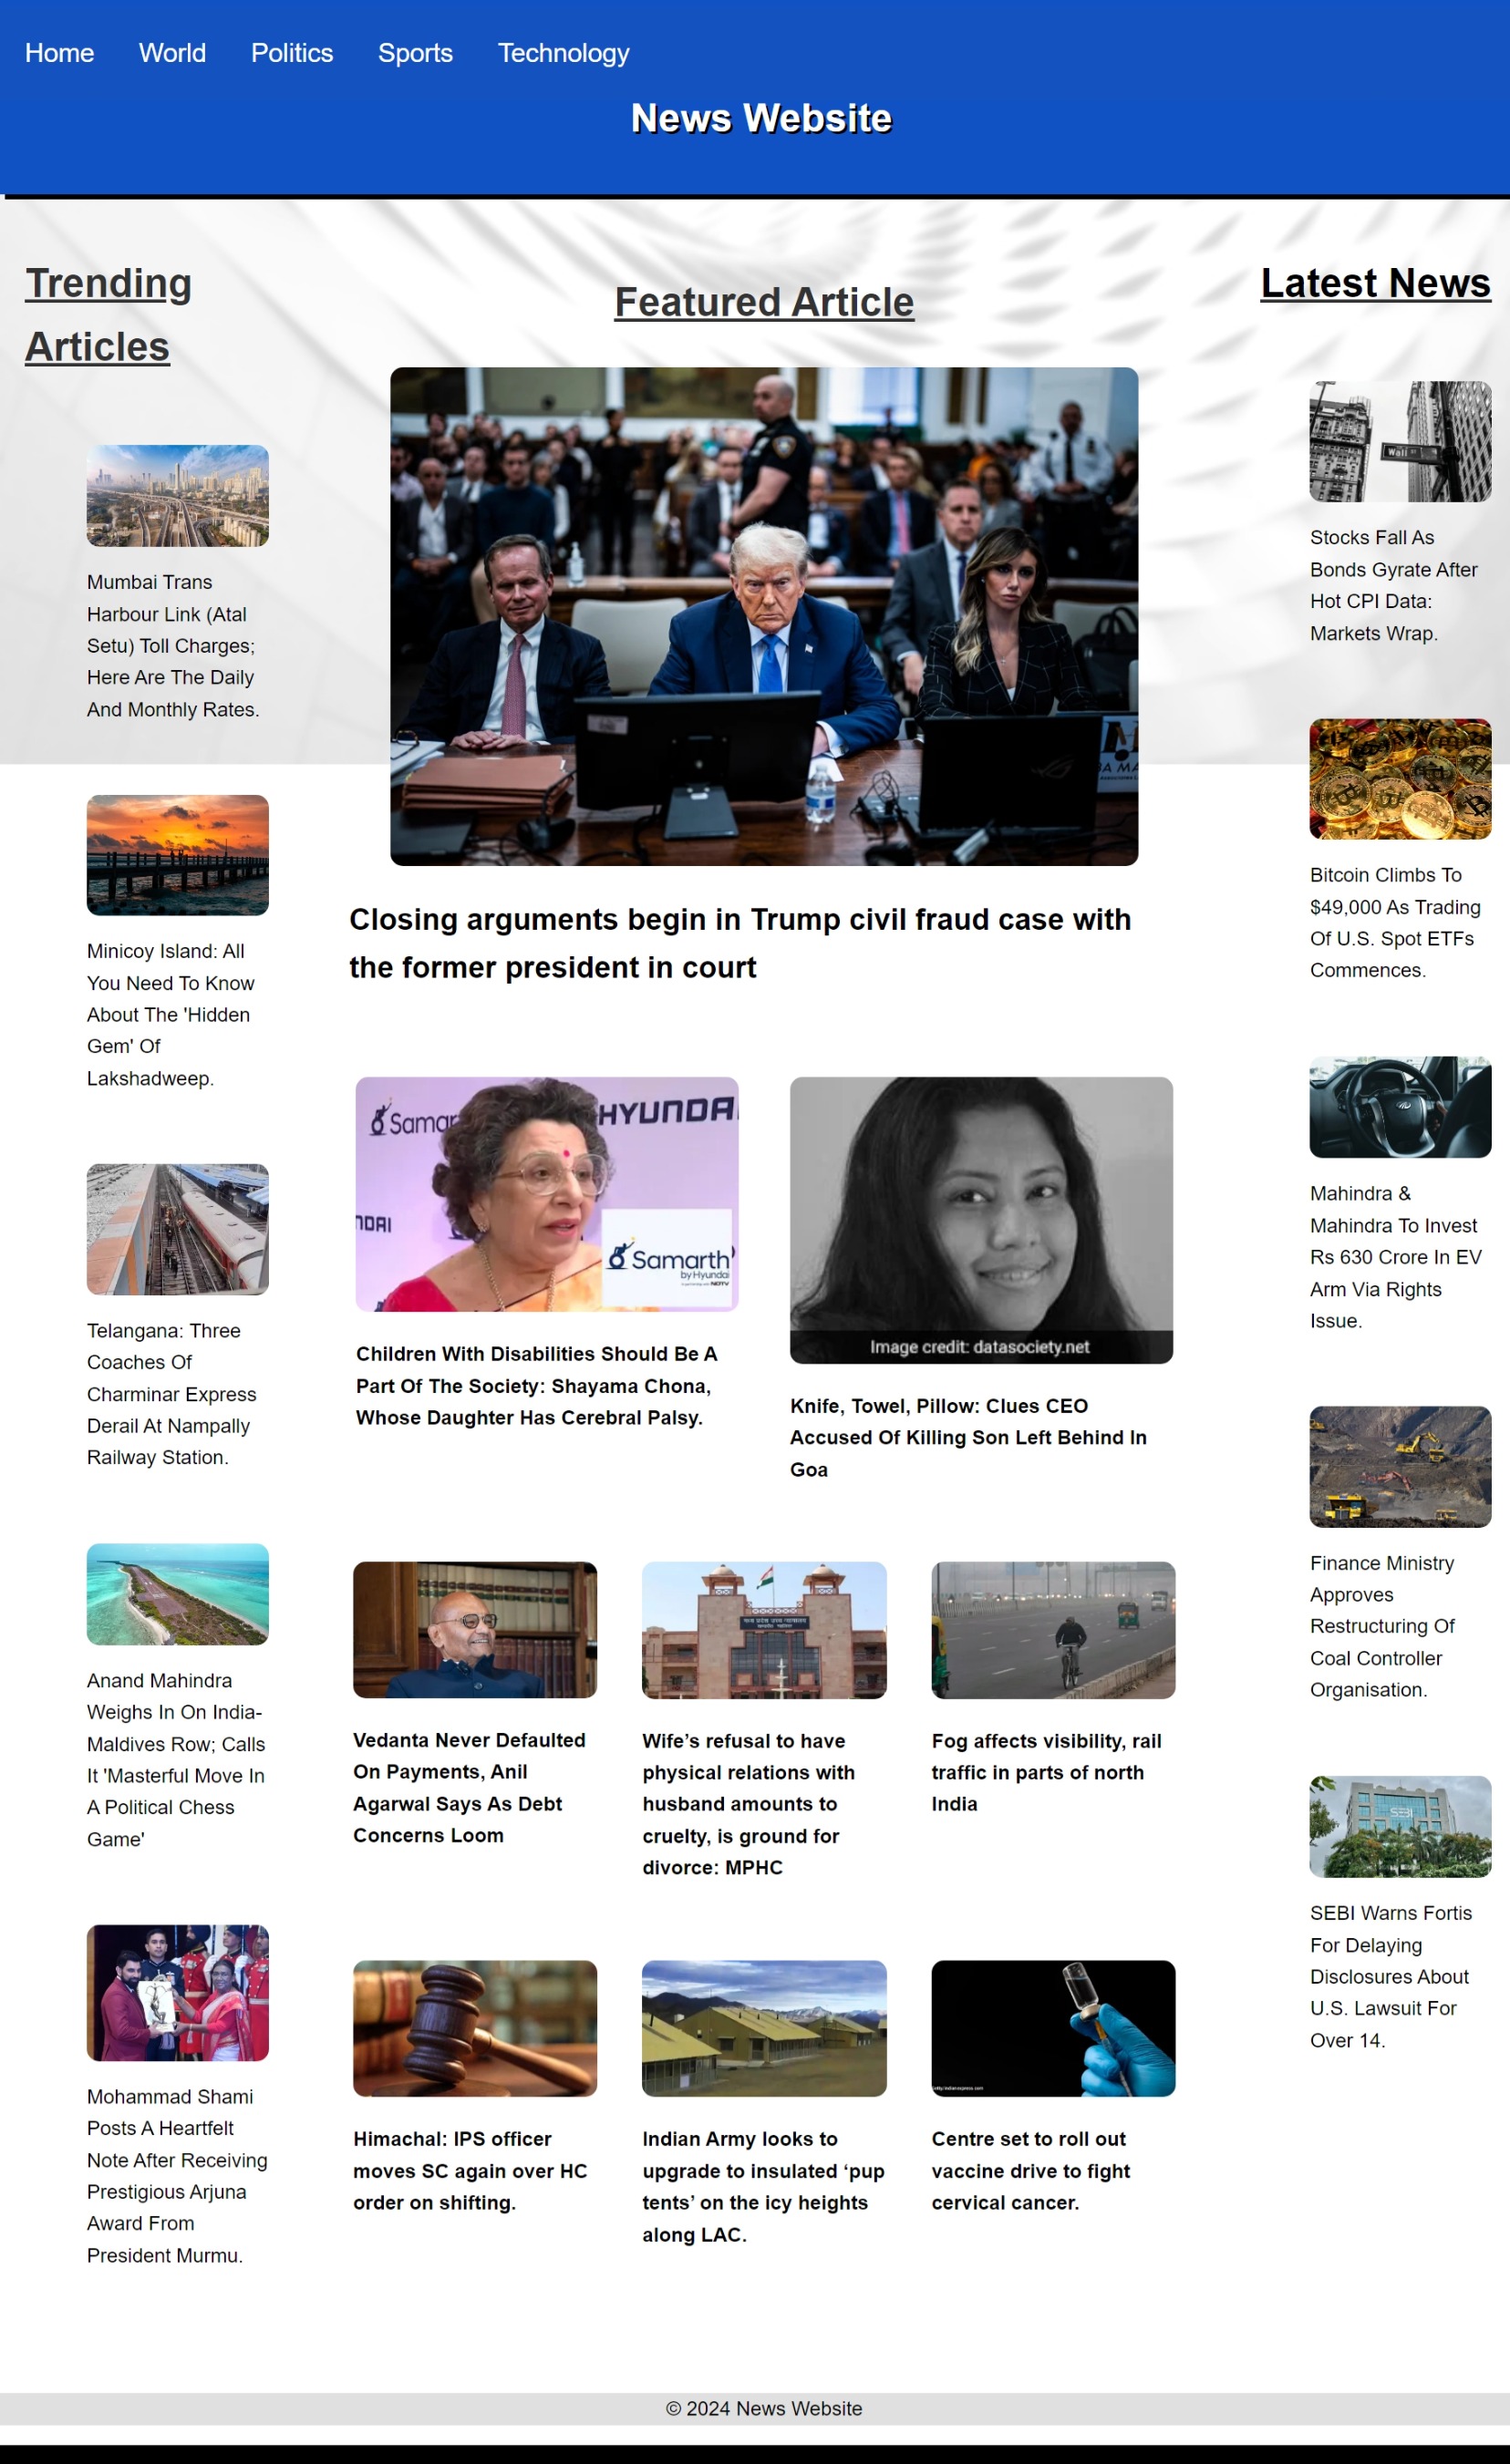 Home World Politics Sports Technology
News Website
Trending
Articles
Mumbai Trans
Harbour Link (Atal
Setu) Toll Charges;
Here Are The Daily
And Monthly Rates.
Minicoy Island: All
You Need To Know
About The 'Hidden
Gem' Of
Lakshadweep.
Telangana: Three
Coaches Of
Charminar Express
Derail At Nampally
Railway Station.
Anand Mahindra
Weighs In On India-
Maldives Row; Calls
It 'Masterful Move In
A Political Chess
Game'
Mohammad Shami
Posts A Heartfelt
Note After Receiving
Prestigious Arjuna
Award From
President Murmu.
Featured Article
Closing arguments begin in Trump civil fraud case with
the former president in court
Samar
HYUNDA
NDAI
Samarth
by Hyundai
Children With Disabilities Should Be A
Part Of The Society: Shayama Chona,
Whose Daughter Has Cerebral Palsy.
Image credit: datasociety.net
Knife, Towel, Pillow: Clues CEO
Accused Of Killing Son Left Behind In
Goa
Vedanta Never Defaulted
On Payments, Anil
Agarwal Says As Debt
Concerns Loom
Wife’s refusal to have
physical relations with
husband amounts to
cruelty, is ground for
divorce: MPHC
Fog affects visibility, rail
traffic in parts of north
India
Himachal: IPS officer
moves SC again over HC
order on shifting.
Indian Army looks to
upgrade to insulated ‘pup
tents’ on the icy heights
along LAC.
Centre set to roll out
vaccine drive to fight
cervical cancer.
Latest News
Wall
Stocks Fall As
Bonds Gyrate After
Hot CPI Data:
Markets Wrap.
Bitcoin Climbs To
$49,000 As Trading
Of U.S. Spot ETFs
Commences.
Mahindra &
Mahindra To Invest
Rs 630 Crore In EV
Arm Via Rights
Issue.
Finance Ministry
Approves
Restructuring Of
Coal Controller
Organisation.
SEBI
SEBI Warns Fortis
For Delaying
Disclosures About
U.S. Lawsuit For
Over 14.
© 2024 News Website